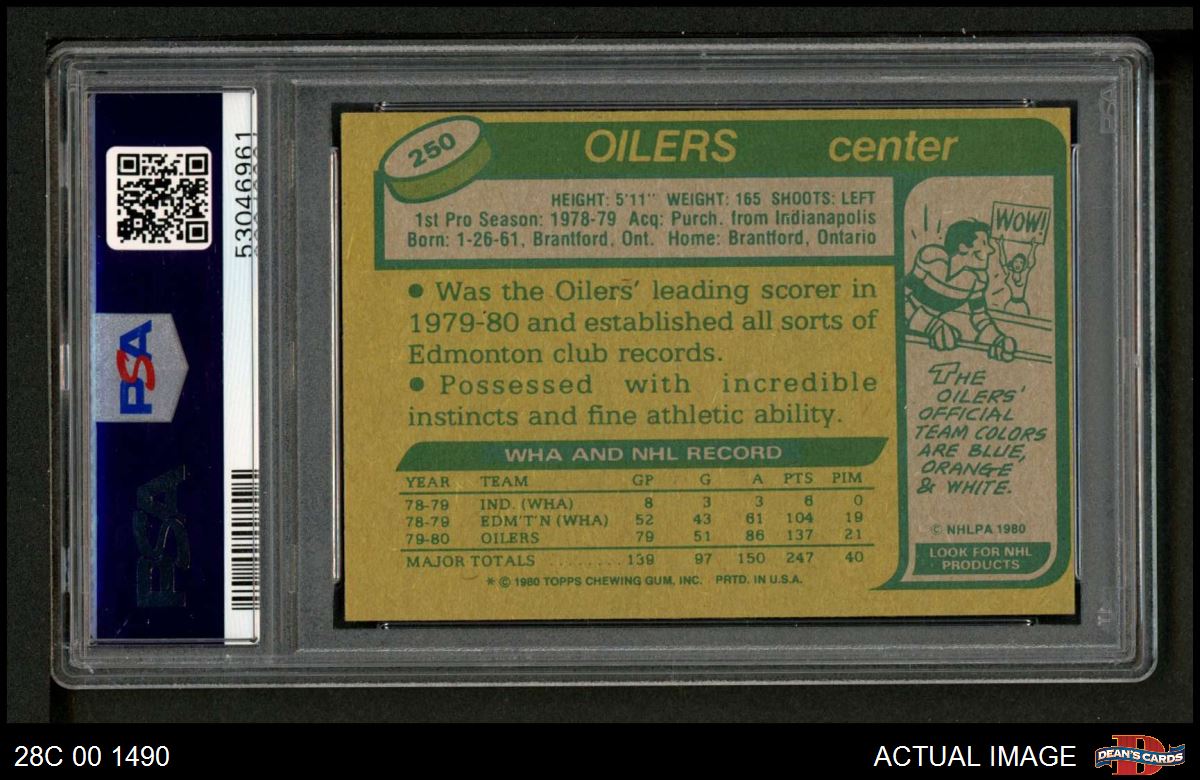 53046961
PSA
PSA
250
OILERS center
HEIGHT: 5'11" WEIGHT: 165 SHOOTS: LEFT
1st Pro Season: 1978-79 Acq: Purch. from Indianapolis
Born: 1-26-61, Brantford, Ont. Home: Brantford, Ontario
• Was the Oilers' leading scorer in
1979-80 and established all sorts of
Edmonton club records.
• Possessed with incredible
instincts and fine athletic ability.
WHA AND NHL RECORD
YEAR TEAM GP G A PTS PIM
78-79 IND. (WHA) 8 3 3 6 0
78-79 EDM'T'N (WHA) 52 43 61 104 19
79-80 OILERS 79 51 86 137 21
MAJOR TOTALS ......... 139 97 150 247 40
* © 1980 TOPPS CHEWING GUM, INC. PRTD. IN U.S.A.
WOW!
THE
OILERS'
OFFICIAL
TEAM COLORS
ARE BLUE,
ORANGE
& WHITE.
© NHLPA 1980
LOOK FOR NHL
PRODUCTS
PSA
28C 00 1490
ACTUAL IMAGE
D
DEAN'S CARDS